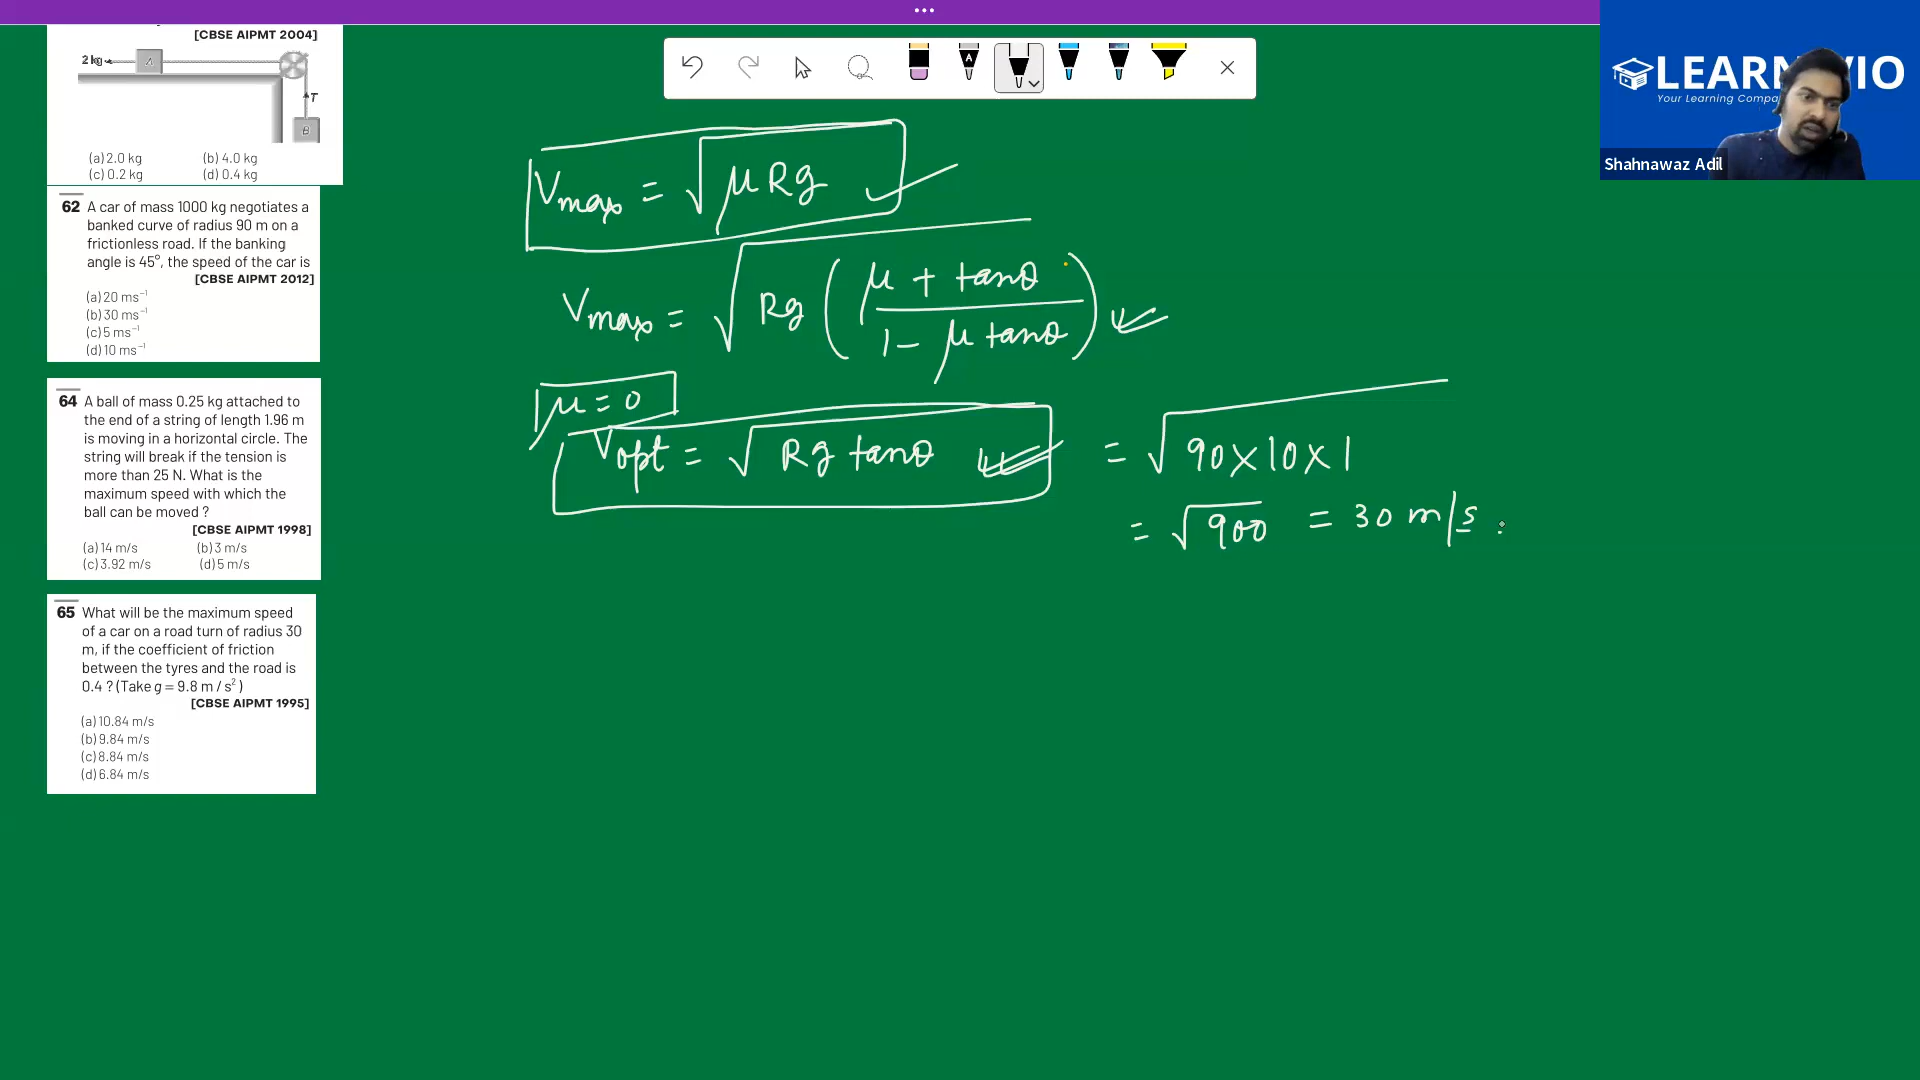 [CBSE AIPMT 2004]
2 kg
A
T
B
(a) 2.0 kg (b) 4.0 kg
(c) 0.2 kg (d) 0.4 kg
62 A car of mass 1000 kg negotiates a
banked curve of radius 90 m on a
frictionless road. If the banking
angle is 45°, the speed of the car is
[CBSE AIPMT 2012]
(a) 20 ms⁻¹
(b) 30 ms⁻¹
(c) 5 ms⁻¹
(d) 10 ms⁻¹
64 A ball of mass 0.25 kg attached to
the end of a string of length 1.96 m
is moving in a horizontal circle. The
string will break if the tension is
more than 25 N. What is the
maximum speed with which the
ball can be moved ?
[CBSE AIPMT 1998]
(a) 14 m/s (b) 3 m/s
(c) 3.92 m/s (d) 5 m/s
65 What will be the maximum speed
of a car on a road turn of radius 30
m, if the coefficient of friction
between the tyres and the road is
0.4 ? (Take g = 9.8 m / s²)
[CBSE AIPMT 1995]
(a) 10.84 m/s
(b) 9.84 m/s
(c) 8.84 m/s
(d) 6.84 m/s
A
Vmax = √μRg
Vmax = √Rg(μ + tanθ / 1 - μ tanθ)
μ = 0
Vopt = √Rg tanθ = √90×10×1
= √900 = 30 m/s.
Your Learning Compa
Shahnawaz Adil